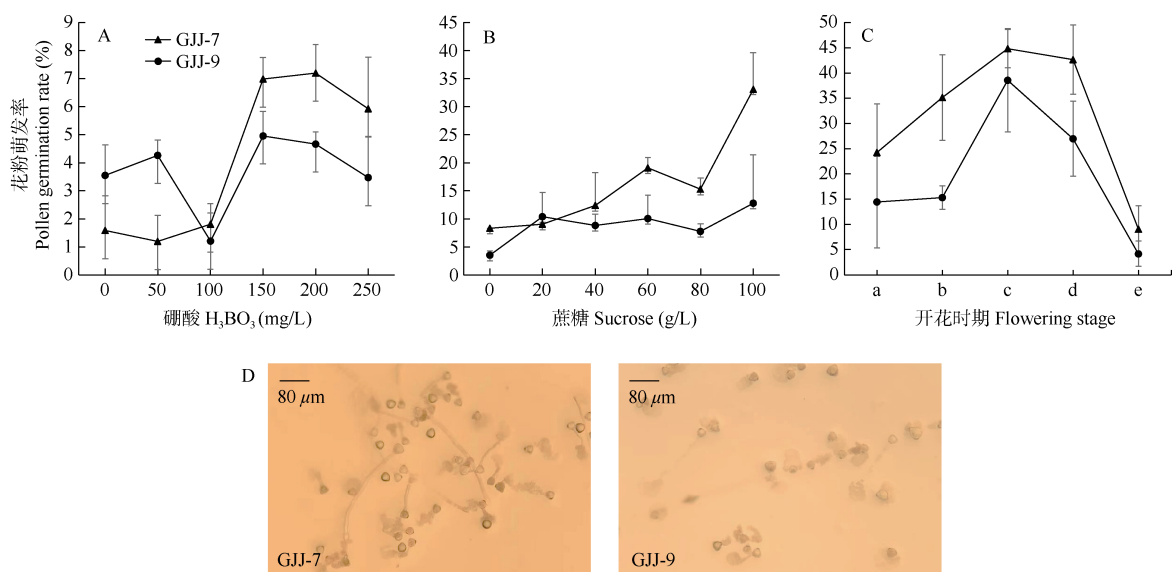 花粉萌发率
Pollen germination rate (%)
A
GJJ-7
GJJ-9
9
8
7
6
5
4
3
2
1
0
0 50 100 150 200 250
硼酸 H₃BO₃ (mg/L)
B
45
40
35
30
25
20
15
10
5
0
0 20 40 60 80 100
蔗糖 Sucrose (g/L)
C
50
45
40
35
30
25
20
15
10
5
0
a b c d e
开花时期 Flowering stage
D
80 μm
GJJ-7
80 μm
GJJ-9